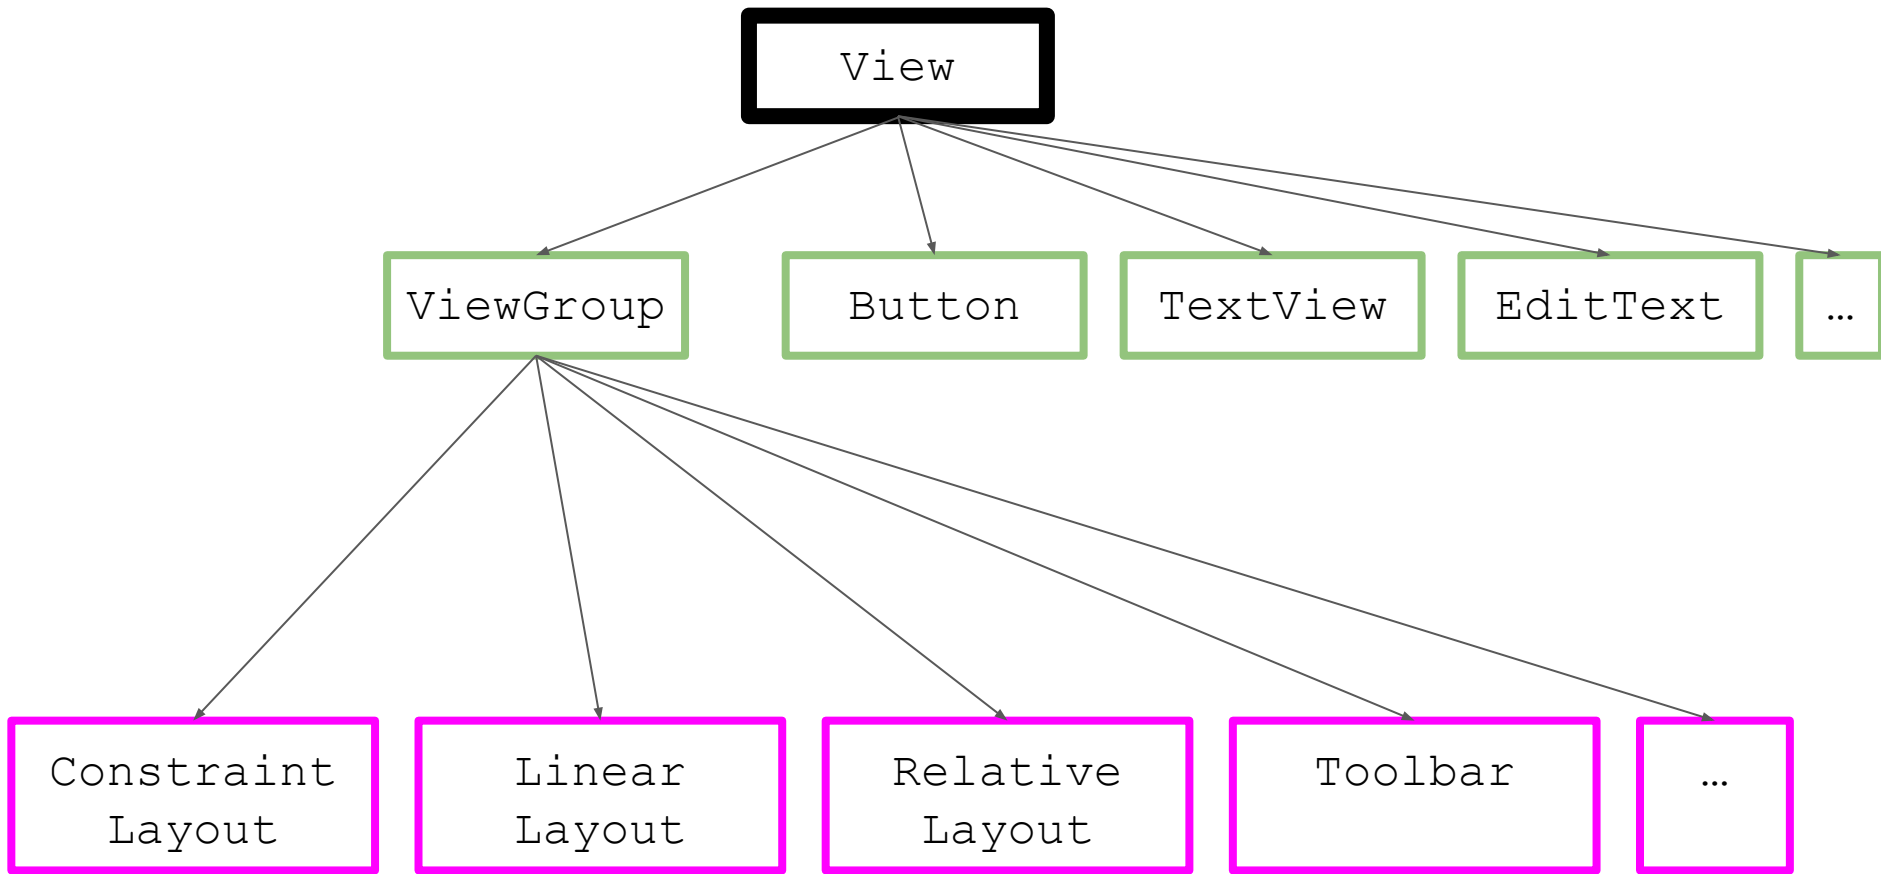 View
ViewGroup
Button
TextView
EditText
…
Constraint
Layout
Linear
Layout
Relative
Layout
Toolbar
…